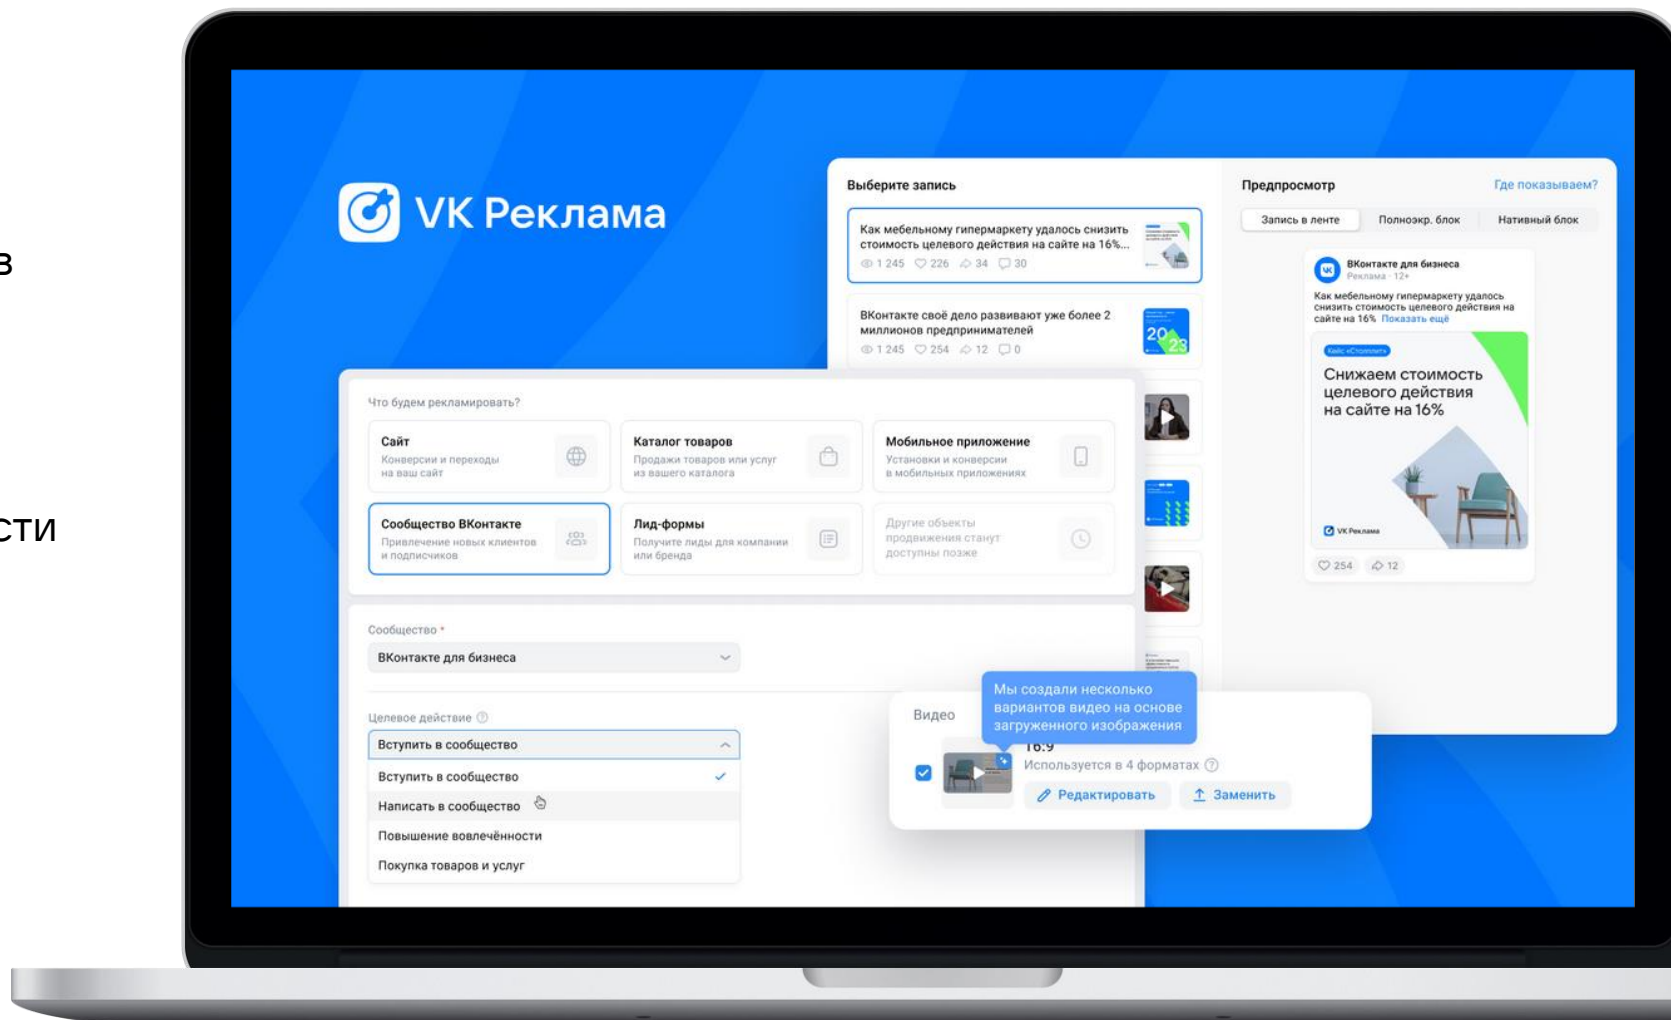 в
сти
VK Реклама
Выберите запись
Как мебельному гипермаркету удалось снизить
стоимость целевого действия на сайте на 16%...
1 245 226 34 30
ВКонтакте своё дело развивают уже более 2
миллионов предпринимателей
1 245 254 12 0
20
23
Предпросмотр
Где показываем?
Запись в ленте Полноэкр. блок Нативный блок
ВКонтакте для бизнеса
Реклама · 12+
Как мебельному гипермаркету удалось
снизить стоимость целевого действия на
сайте на 16% Показать ещё
Кейс «Столплит»
Снижаем стоимость
целевого действия
на сайте на 16%
VK Реклама
254 12
Что будем рекламировать?
Сайт
Конверсии и переходы
на ваш сайт
Каталог товаров
Продажи товаров или услуг
из вашего каталога
Мобильное приложение
Установки и конверсии
в мобильных приложениях
Сообщество ВКонтакте
Привлечение новых клиентов
и подписчиков
Лид-формы
Получите лиды для компании
или бренда
Другие объекты
продвижения станут
доступны позже
Сообщество *
ВКонтакте для бизнеса
Целевое действие
Вступить в сообщество
Вступить в сообщество
Написать в сообщество
Повышение вовлечённости
Покупка товаров и услуг
Видео
Мы создали несколько
вариантов видео на основе
загруженного изображения
16:9
Используется в 4 форматах
Редактировать Заменить